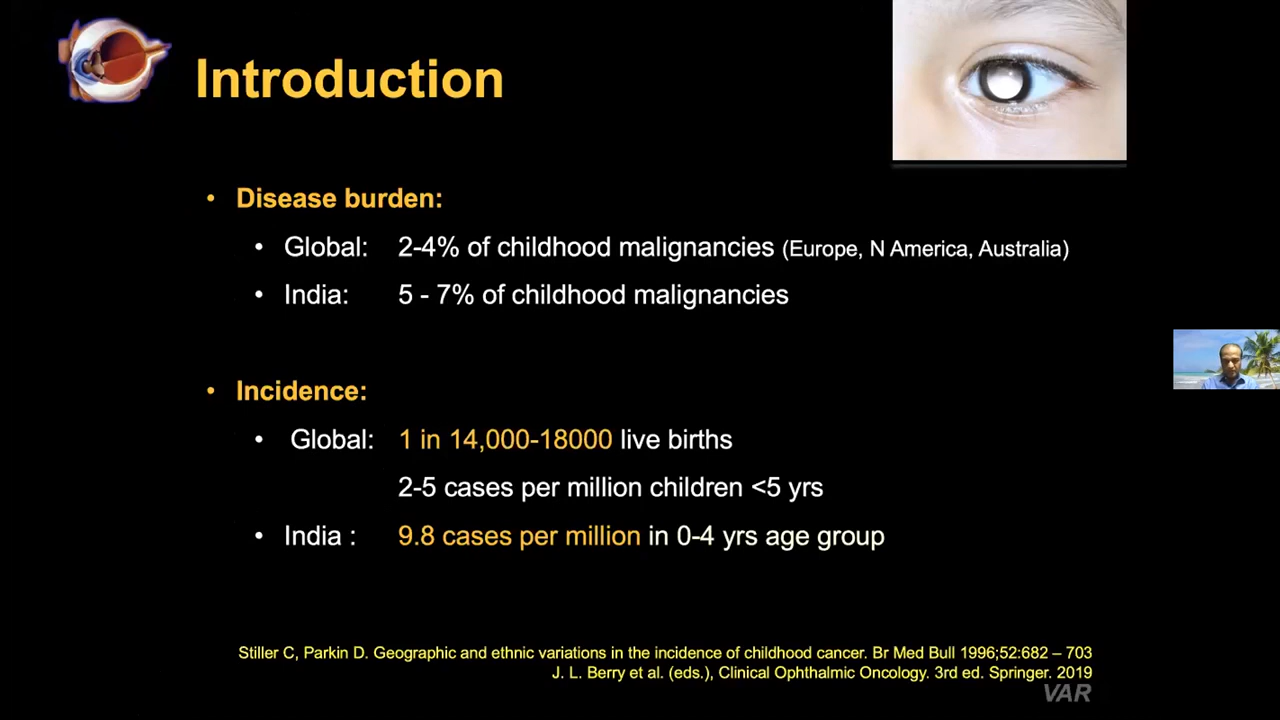 Introduction
• Disease burden:
• Global: 2-4% of childhood malignancies (Europe, N America, Australia)
• India: 5 - 7% of childhood malignancies
• Incidence:
• Global: 1 in 14,000-18000 live births
2-5 cases per million children <5 yrs
• India : 9.8 cases per million in 0-4 yrs age group
Stiller C, Parkin D. Geographic and ethnic variations in the incidence of childhood cancer. Br Med Bull 1996;52:682 – 703
J. L. Berry et al. (eds.), Clinical Ophthalmic Oncology. 3rd ed. Springer. 2019
VAR